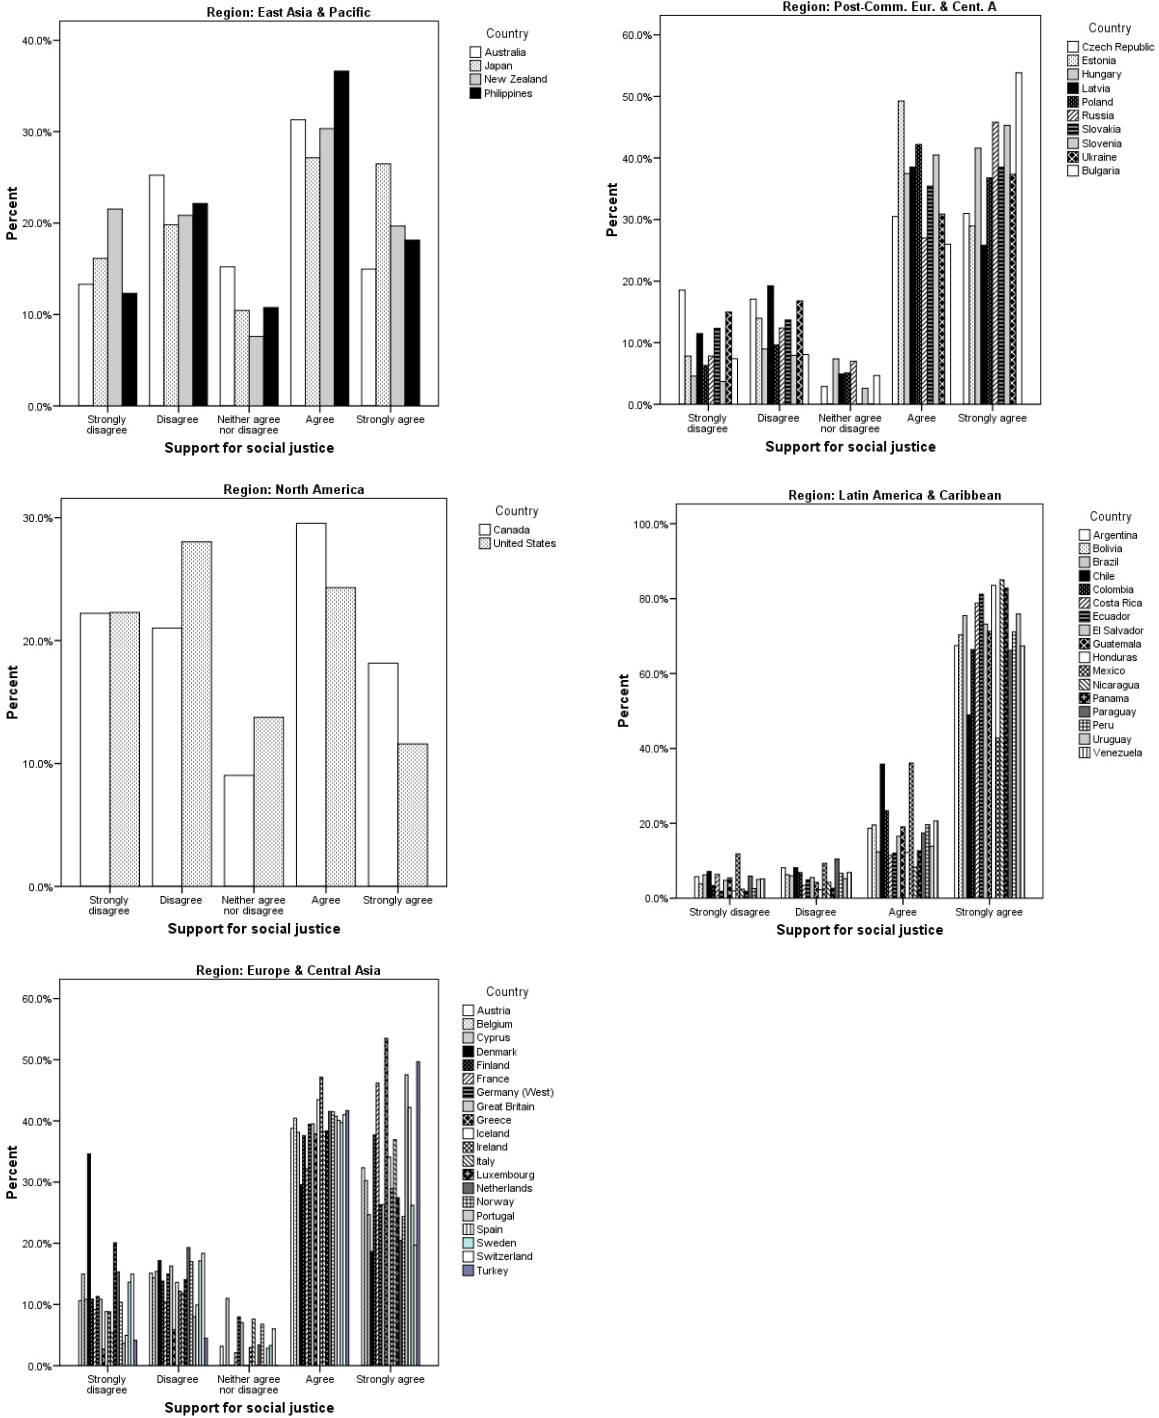 Region: East Asia & Pacific
40.0%
30.0%
20.0%
10.0%
0.0%
Percent
Strongly disagree
Disagree
Neither agree nor disagree
Agree
Strongly agree
Support for social justice
Country
Australia
Japan
New Zealand
Philippines
Region: Post-Comm. Eur. & Cent. A
60.0%
50.0%
40.0%
30.0%
20.0%
10.0%
0.0%
Percent
Strongly disagree
Disagree
Neither agree nor disagree
Agree
Strongly agree
Support for social justice
Country
Czech Republic
Estonia
Hungary
Latvia
Poland
Russia
Slovakia
Slovenia
Ukraine
Bulgaria
Region: North America
30.0%
20.0%
10.0%
0.0%
Percent
Strongly disagree
Disagree
Neither agree nor disagree
Agree
Strongly agree
Support for social justice
Country
Canada
United States
Region: Latin America & Caribbean
100.0%
80.0%
60.0%
40.0%
20.0%
0.0%
Percent
Strongly disagree
Disagree
Agree
Strongly agree
Support for social justice
Country
Argentina
Bolivia
Brazil
Chile
Colombia
Costa Rica
Ecuador
El Salvador
Guatemala
Honduras
Mexico
Nicaragua
Panama
Paraguay
Peru
Uruguay
Venezuela
Region: Europe & Central Asia
60.0%
50.0%
40.0%
30.0%
20.0%
10.0%
0.0%
Percent
Strongly disagree
Disagree
Neither agree nor disagree
Agree
Strongly agree
Support for social justice
Country
Austria
Belgium
Cyprus
Denmark
Finland
France
Germany (West)
Great Britain
Greece
Iceland
Ireland
Italy
Luxembourg
Netherlands
Norway
Portugal
Spain
Sweden
Switzerland
Turkey